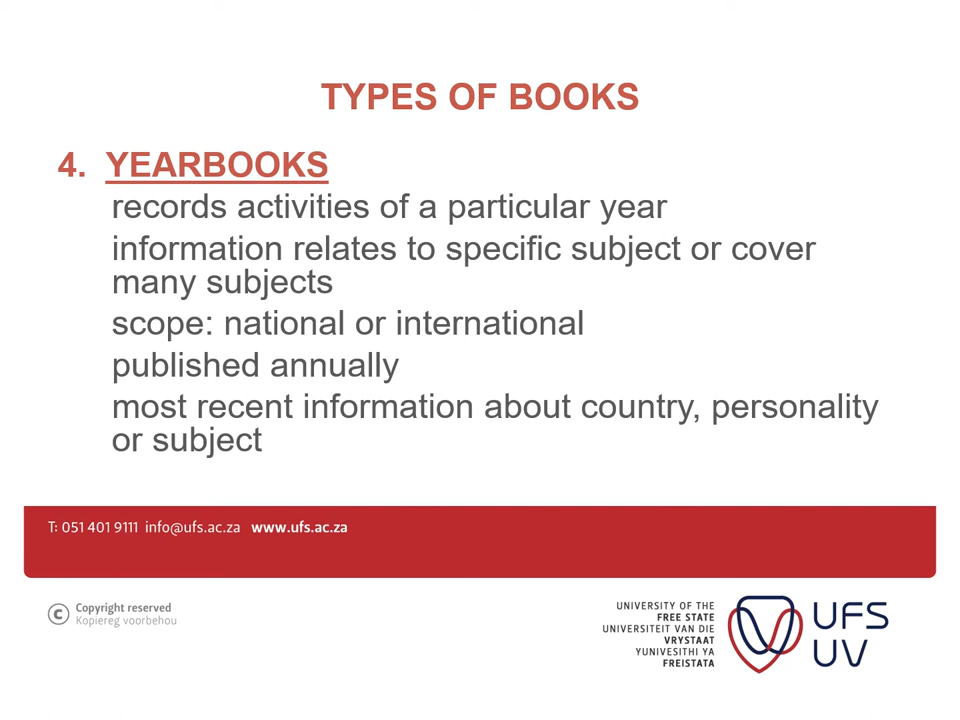 TYPES OF BOOKS
4. YEARBOOKS
records activities of a particular year
information relates to specific subject or cover
many subjects
scope: national or international
published annually
most recent information about country, personality
or subject
T: 051 401 9111 info@ufs.ac.za www.ufs.ac.za
© Copyright reserved
Kopiereg voorbehou
UNIVERSITY OF THE
FREE STATE
UNIVERSITEIT VAN DIE
VRYSTAAT
YUNIVESITHI YA
FREISTATA
UFS
UV